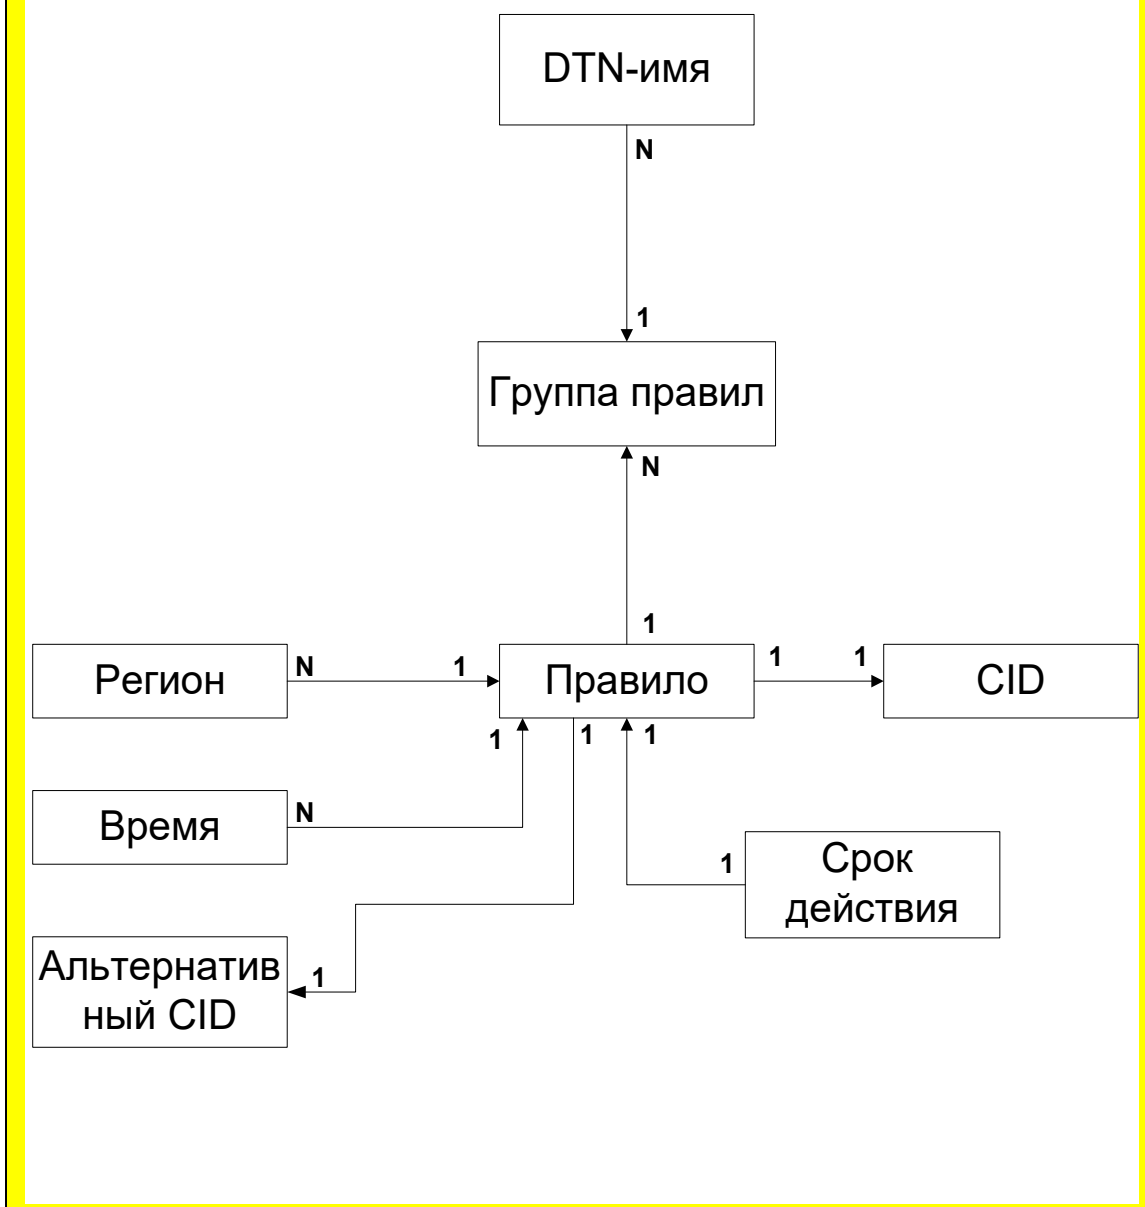 DTN-имя
N
1
Группа правил
N
1
Регион
N
1
Правило
1
1
CID
1
1
1
Время
N
Срок
действия
1
Альтернатив
ный CID
1